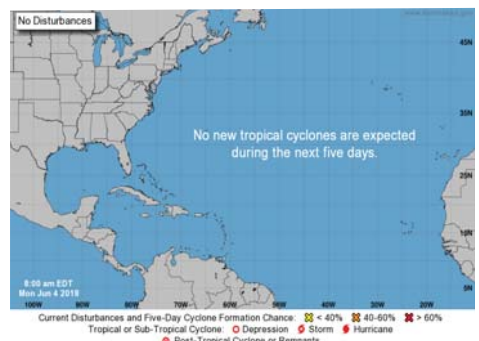 No Disturbances
45N
35N
No new tropical cyclones are expected
during the next five days.
25N
15N
8:00 am EDT
Mon Jun 4 2018
5N
100W 90W 80W 70W 60W 50W 40W 30W 20W
Current Disturbances and Five-Day Cyclone Formation Chance: < 40% 40-60% > 60%
Tropical or Sub-Tropical Cyclone: Depression Storm Hurricane
Post-Tropical Cyclone or Remnants